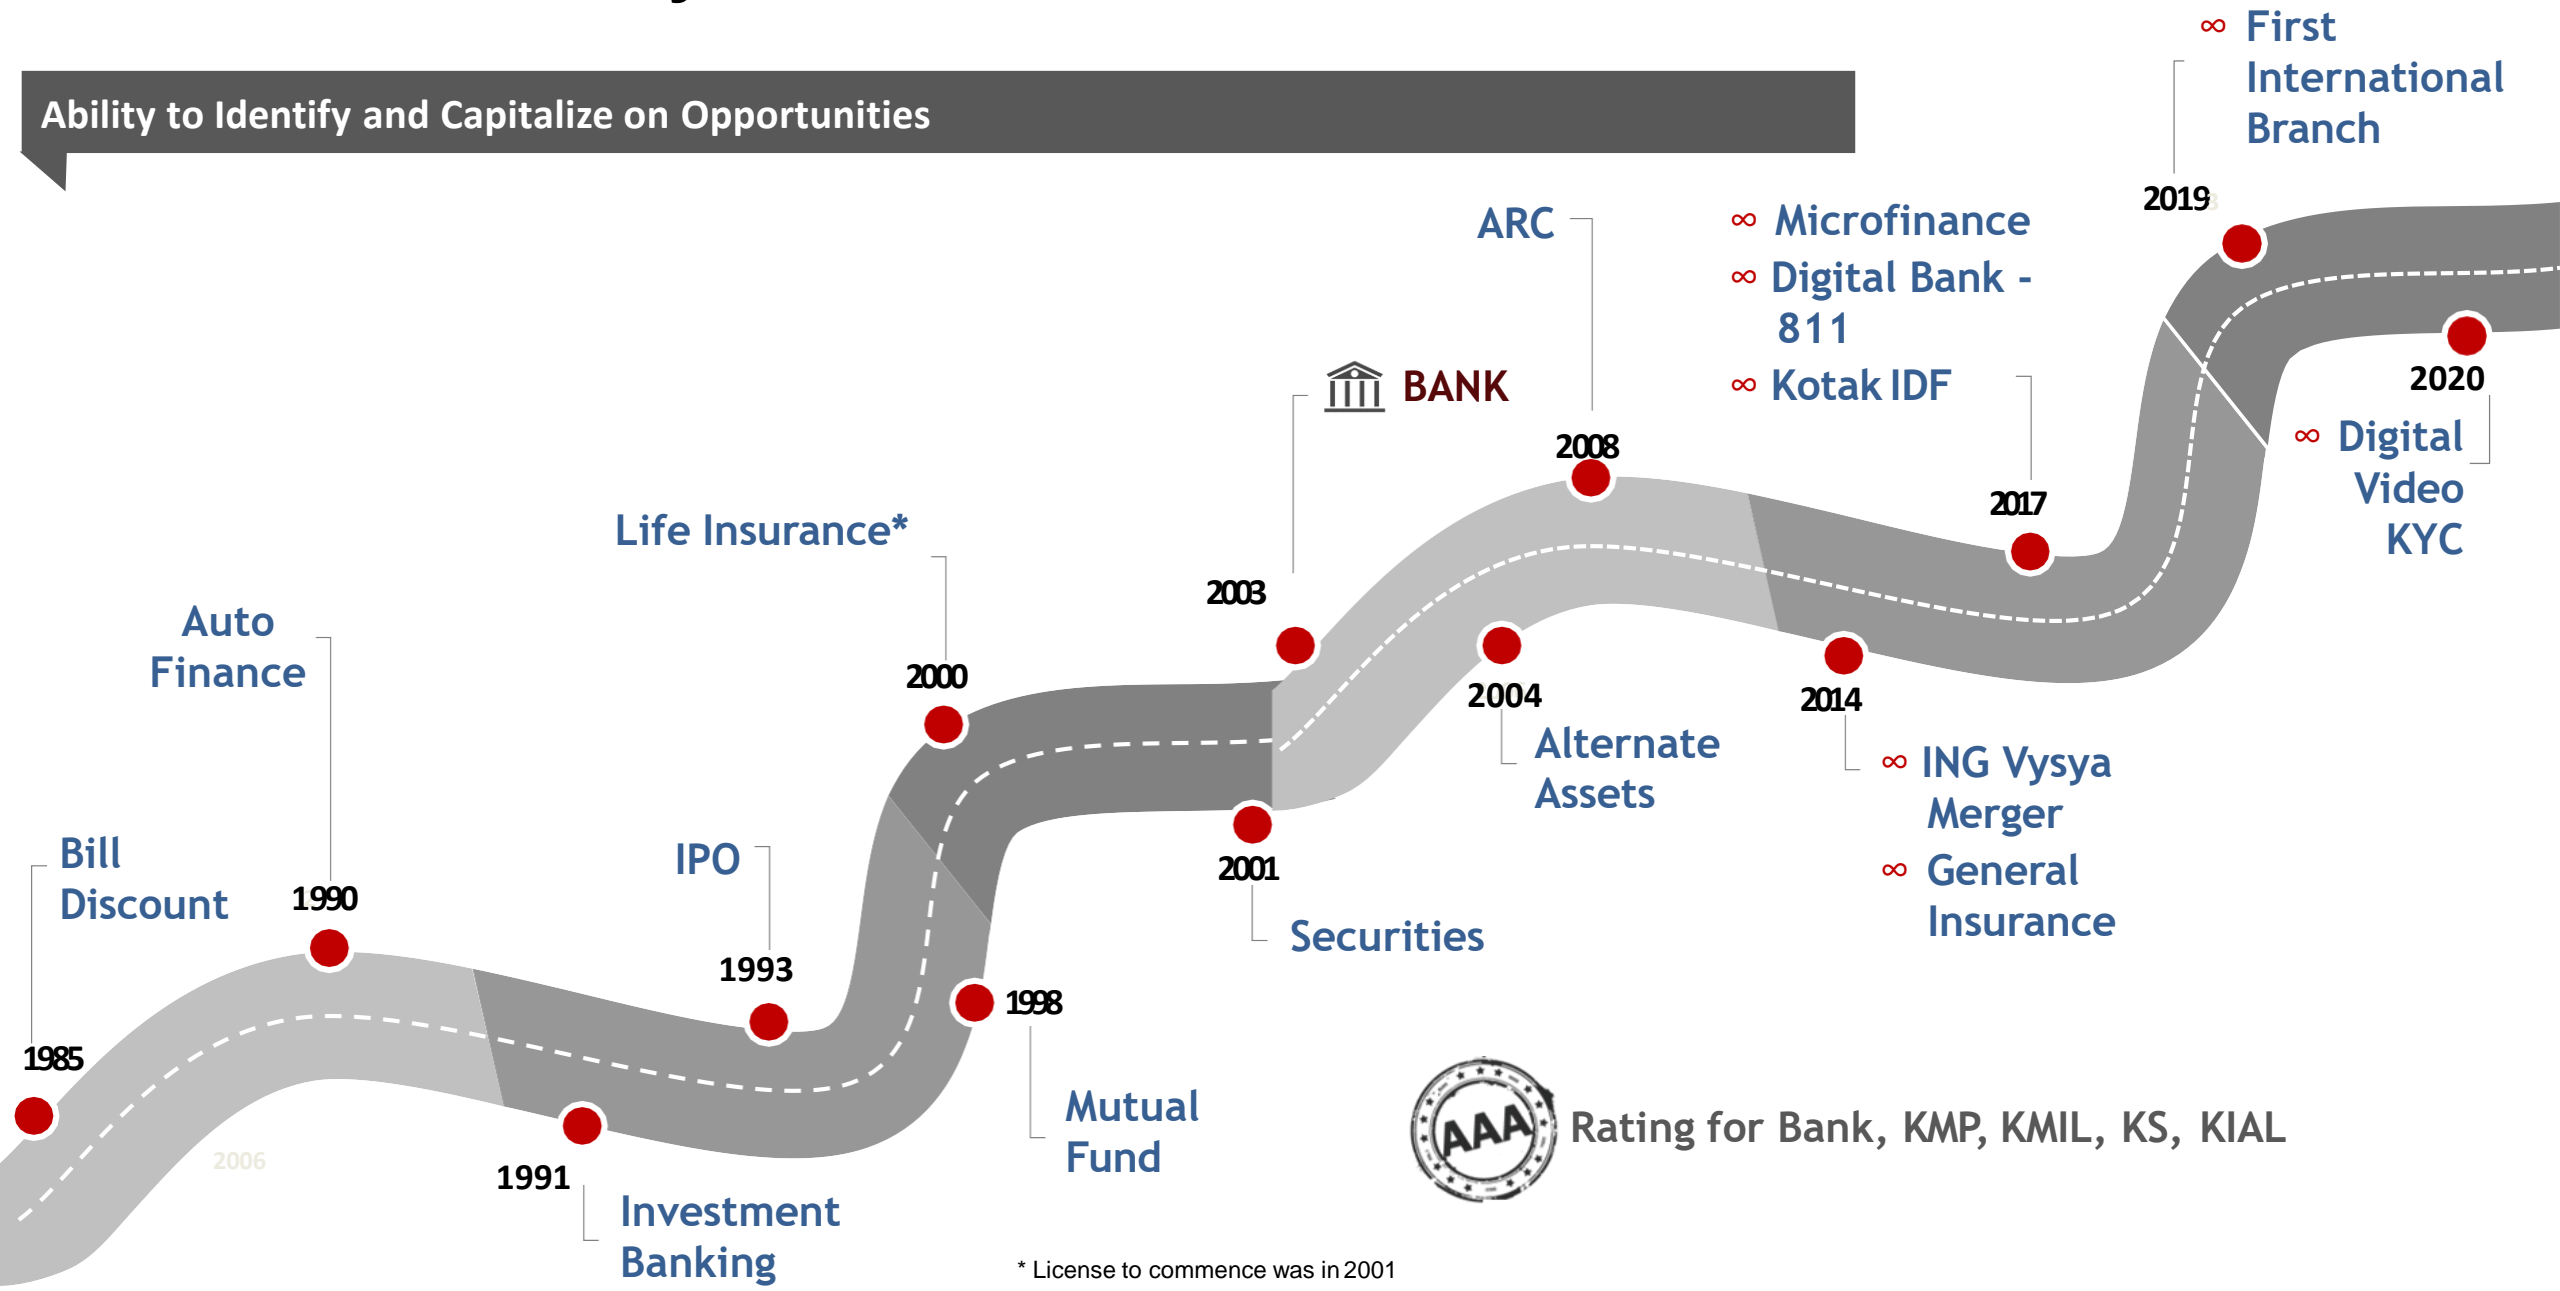 Ability to Identify and Capitalize on Opportunities
∞ First
International
Branch
2019
ARC
∞ Microfinance
∞ Digital Bank -
811
∞ Kotak IDF
BANK
2008
2020
∞ Digital
Video
KYC
2017
Life Insurance*
2003
Auto
Finance
2000
2004
Alternate
Assets
2014
∞ ING Vysya
Merger
∞ General
Insurance
Bill
Discount
IPO
1990
2001
Securities
1993
1998
1985
Mutual
Fund
AAA
Rating for Bank, KMP, KMIL, KS, KIAL
2006
1991
Investment
Banking
* License to commence was in 2001